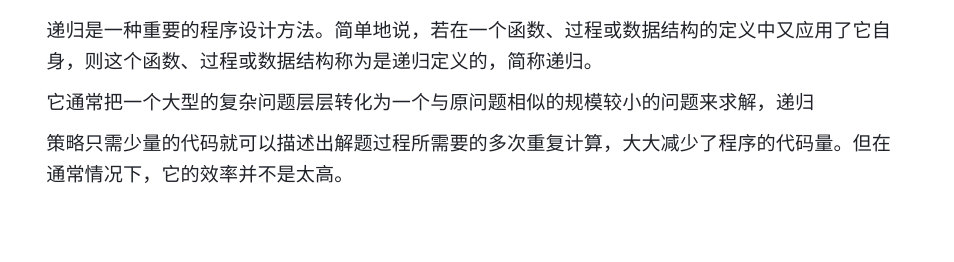 递归是一种重要的程序设计方法。简单地说，若在一个函数、过程或数据结构的定义中又应用了它自
身，则这个函数、过程或数据结构称为是递归定义的，简称递归。
它通常把一个大型的复杂问题层层转化为一个与原问题相似的规模较小的问题来求解，递归
策略只需少量的代码就可以描述出解题过程所需要的多次重复计算，大大减少了程序的代码量。但在
通常情况下，它的效率并不是太高。